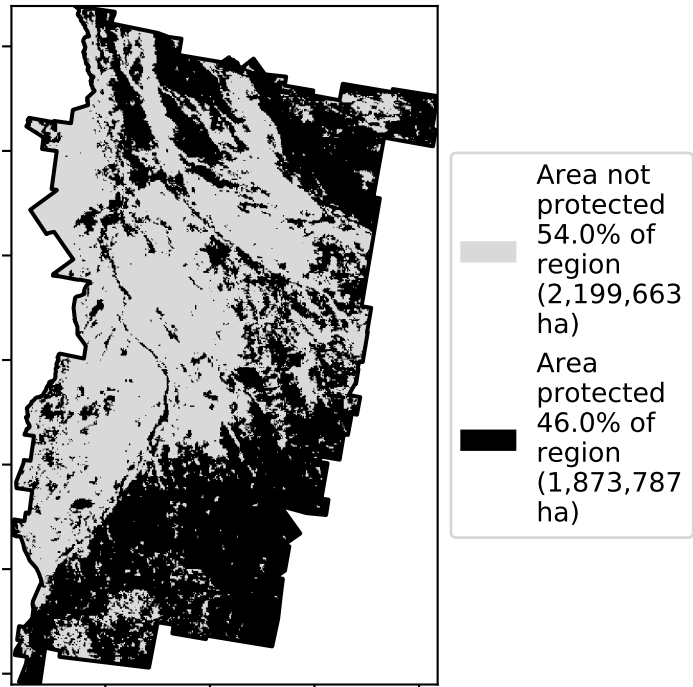 Area not
protected
54.0% of
region
(2,199,663
ha)
Area
protected
46.0% of
region
(1,873,787
ha)